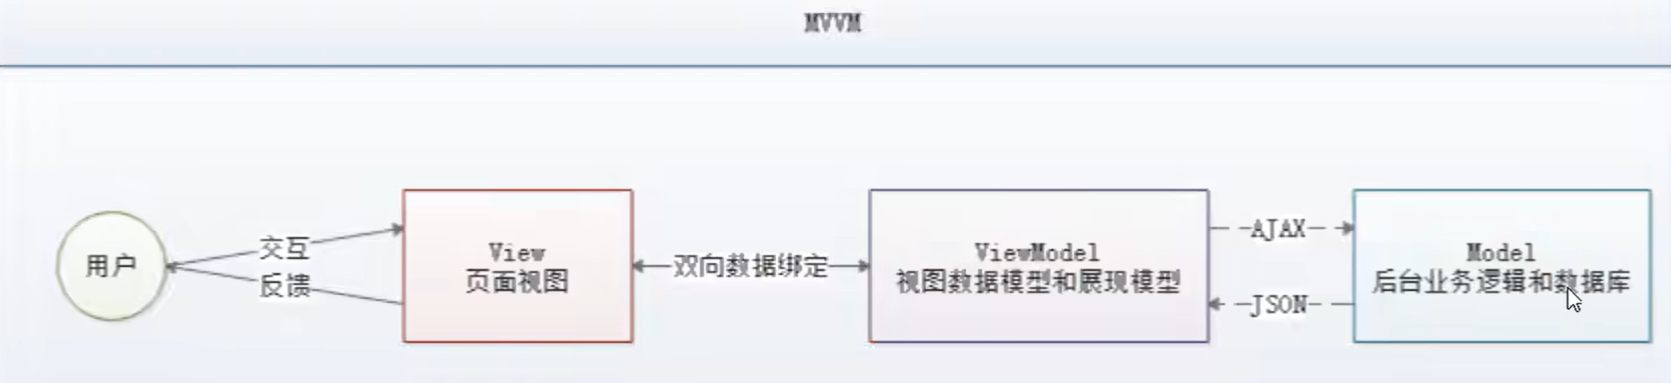 MVVM
用户
交互
反馈
View
页面视图
双向数据绑定
ViewModel
视图数据模型和展现模型
AJAX
JSON
Model
后台业务逻辑和数据库